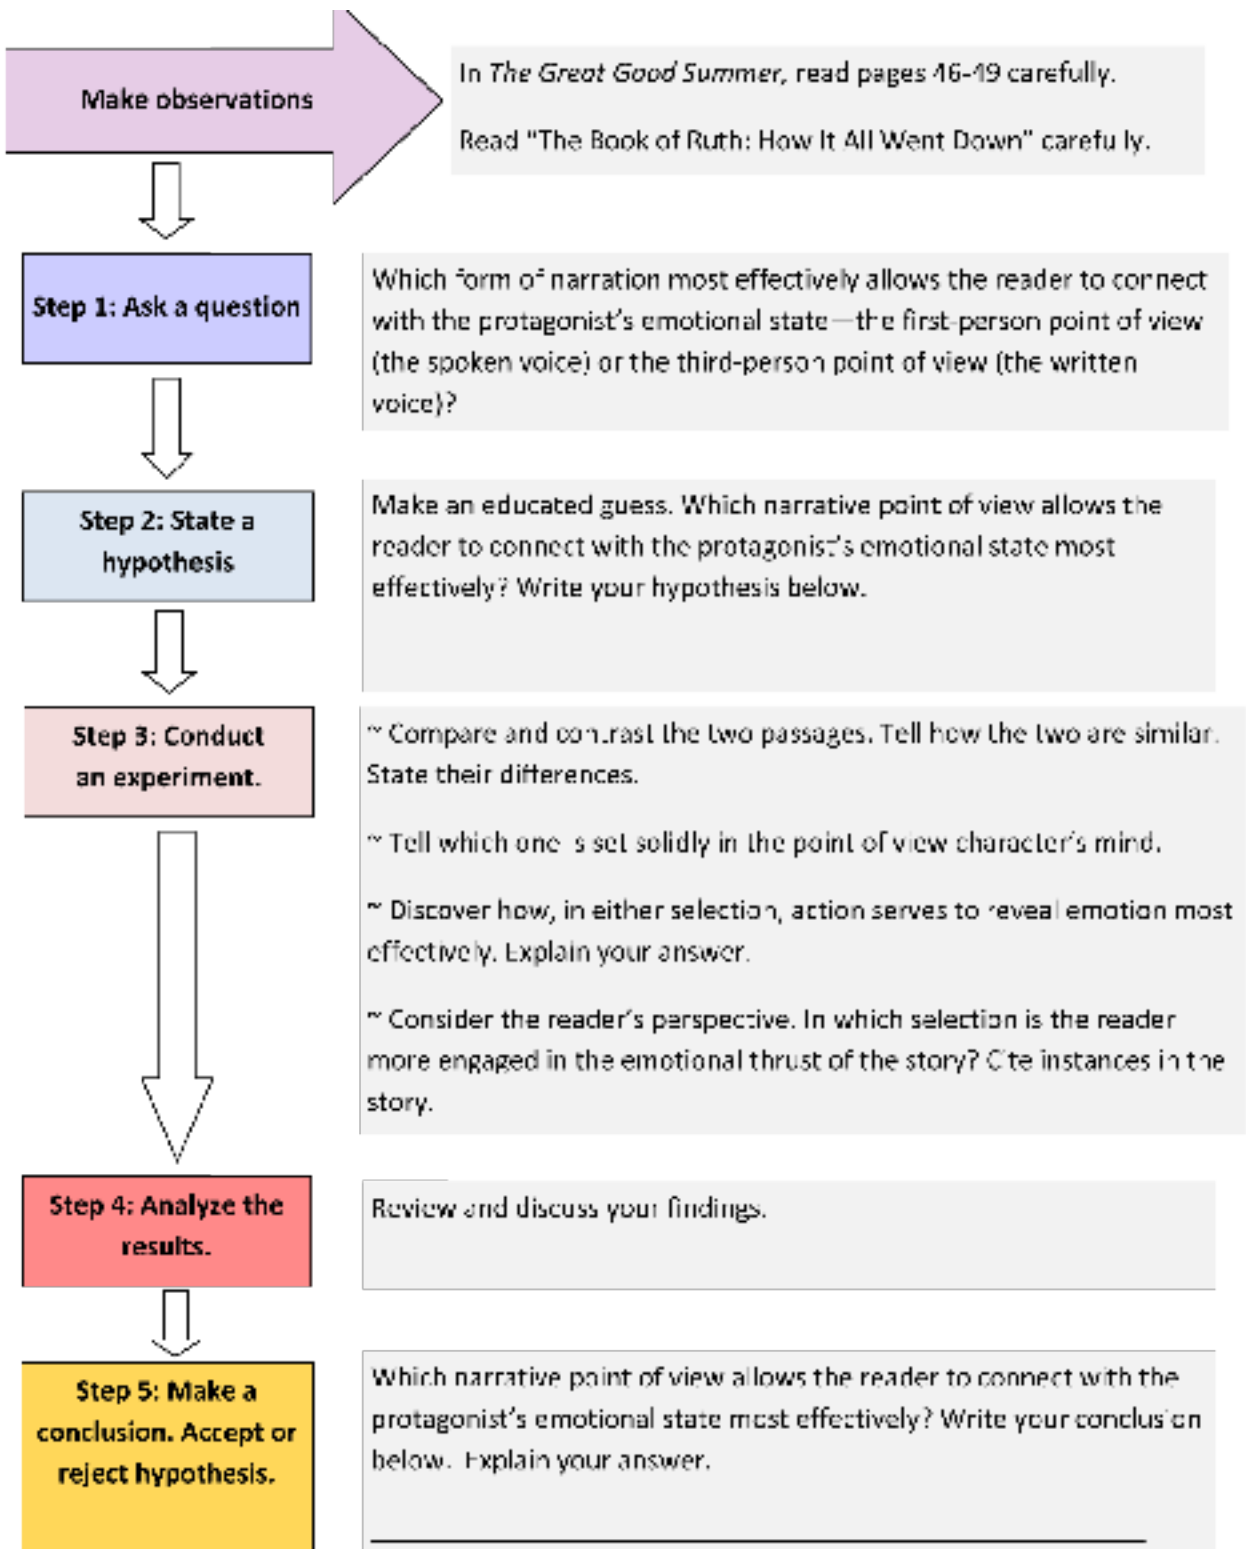 Make observations
In The Great Good Summer, read pages 46-49 carefully.
Read "The Book of Ruth: How It All Went Down" carefully.
Step 1: Ask a question
Which form of narration most effectively allows the reader to connect
with the protagonist's emotional state—the first-person point of view
(the spoken voice) or the third-person point of view (the written
voice)?
Step 2: State a
hypothesis
Make an educated guess. Which narrative point of view allows the
reader to connect with the protagonist's emotional state most
effectively? Write your hypothesis below.
Step 3: Conduct
an experiment.
~ Compare and contrast the two passages. Tell how the two are similar.
State their differences.
~ Tell which one is set solidly in the point of view character's mind.
~ Discover how, in either selection, action serves to reveal emotion most
effectively. Explain your answer.
~ Consider the reader's perspective. In which selection is the reader
more engaged in the emotional thrust of the story? Cite instances in the
story.
Step 4: Analyze the
results.
Review and discuss your findings.
Step 5: Make a
conclusion. Accept or
reject hypothesis.
Which narrative point of view allows the reader to connect with the
protagonist's emotional state most effectively? Write your conclusion
below. Explain your answer.